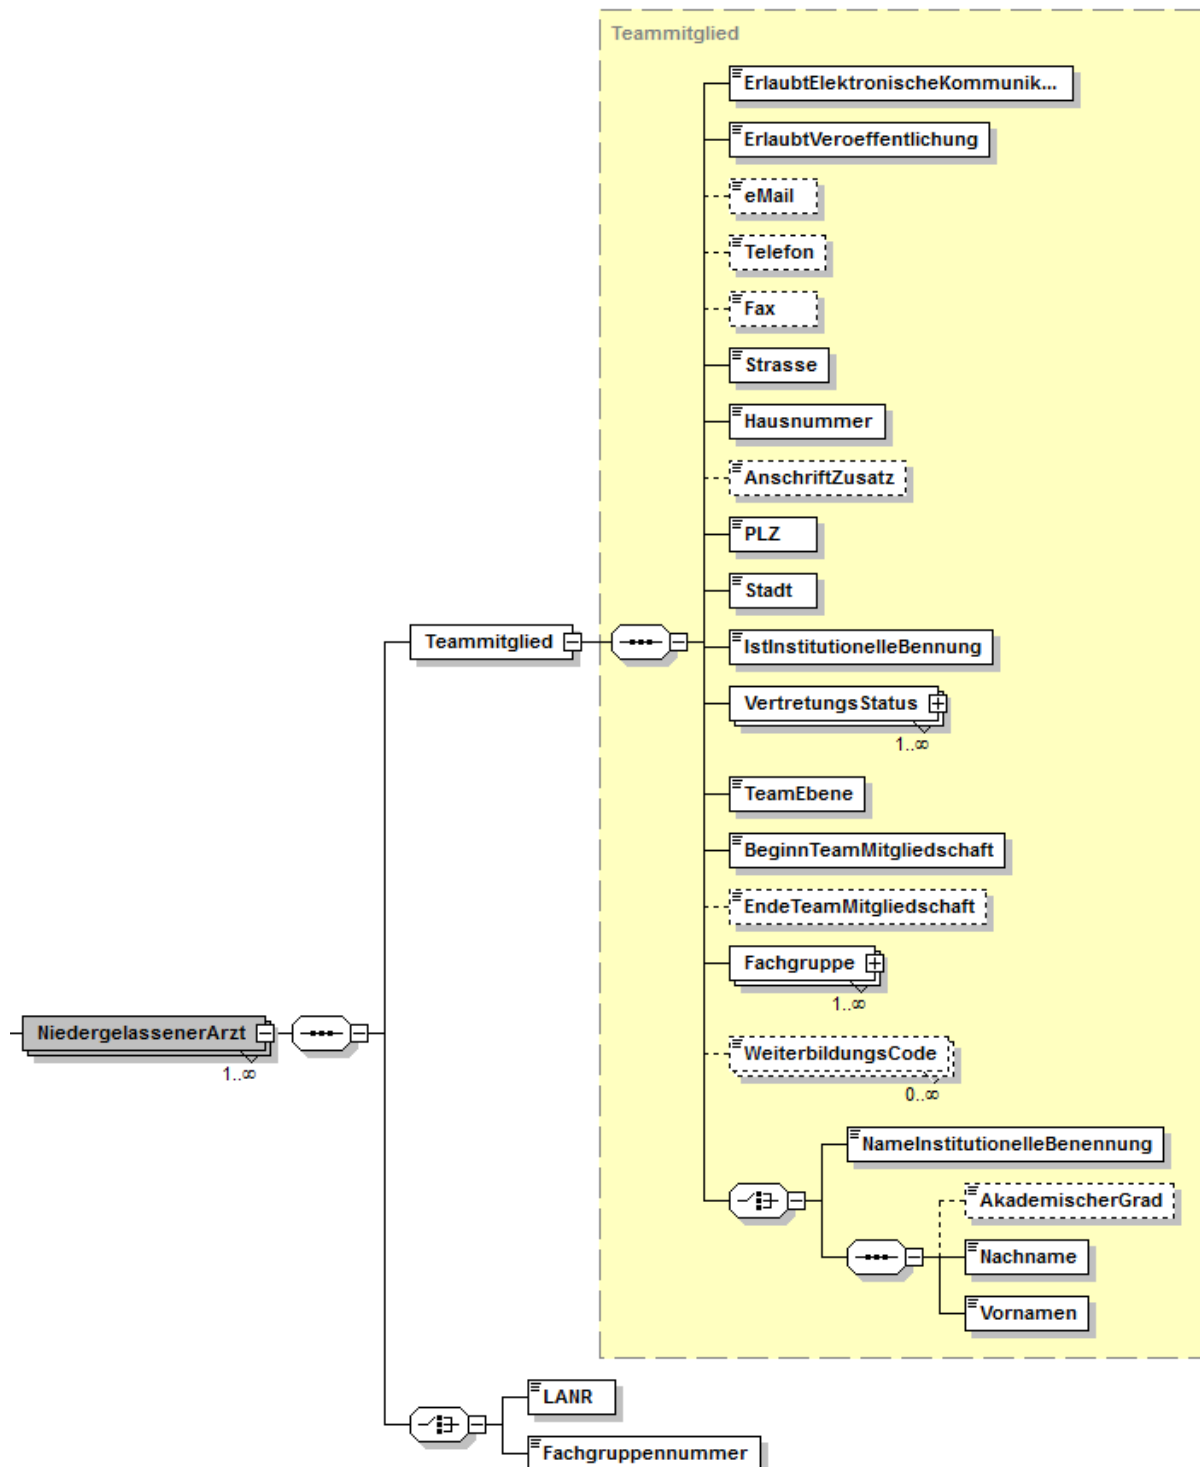 Teammitglied
ErlaubtElektronischeKommunik...
ErlaubtVeroeffentlichung
eMail
Telefon
Fax
Strasse
Hausnummer
AnschriftZusatz
PLZ
Stadt
Teammitglied
IstInstitutionelleBennung
VertretungsStatus
1..∞
TeamEbene
BeginnTeamMitgliedschaft
EndeTeamMitgliedschaft
Fachgruppe
1..∞
NiedergelassenerArzt
1..∞
WeiterbildungsCode
0..∞
NameInstitutionelleBenennung
AkademischerGrad
Nachname
Vornamen
LANR
Fachgruppennummer